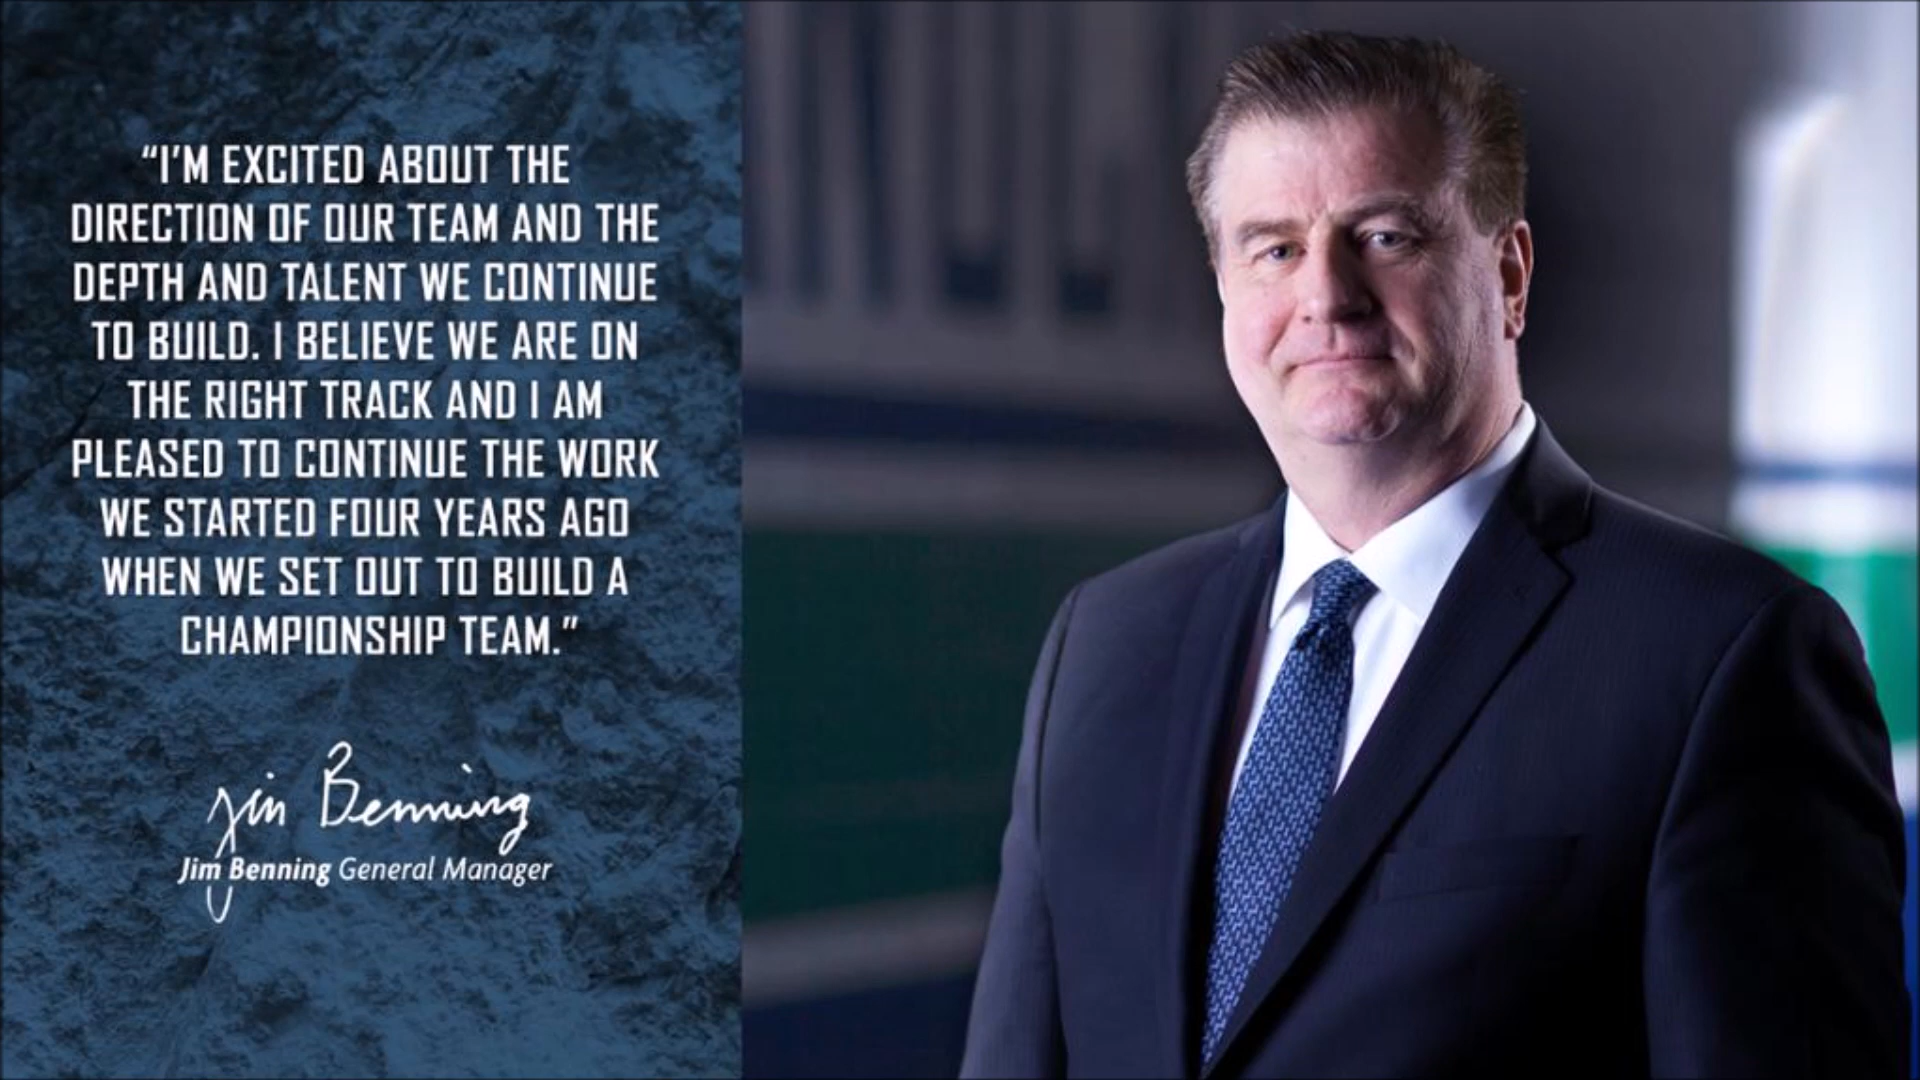 “I’M EXCITED ABOUT THE
DIRECTION OF OUR TEAM AND THE
DEPTH AND TALENT WE CONTINUE
TO BUILD. I BELIEVE WE ARE ON
THE RIGHT TRACK AND I AM
PLEASED TO CONTINUE THE WORK
WE STARTED FOUR YEARS AGO
WHEN WE SET OUT TO BUILD A
CHAMPIONSHIP TEAM.”
Jim Benning
Jim Benning General Manager